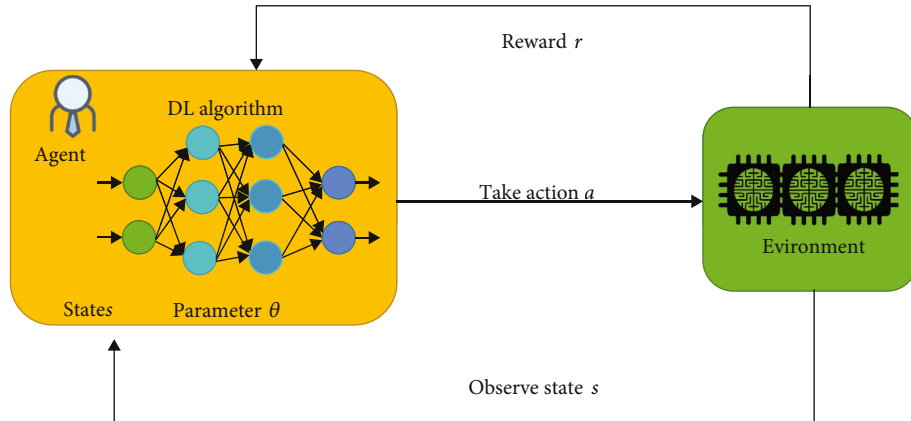 Reward r
DL algorithm
Agent
Take action a
Evironment
States
Parameter θ
Observe state s